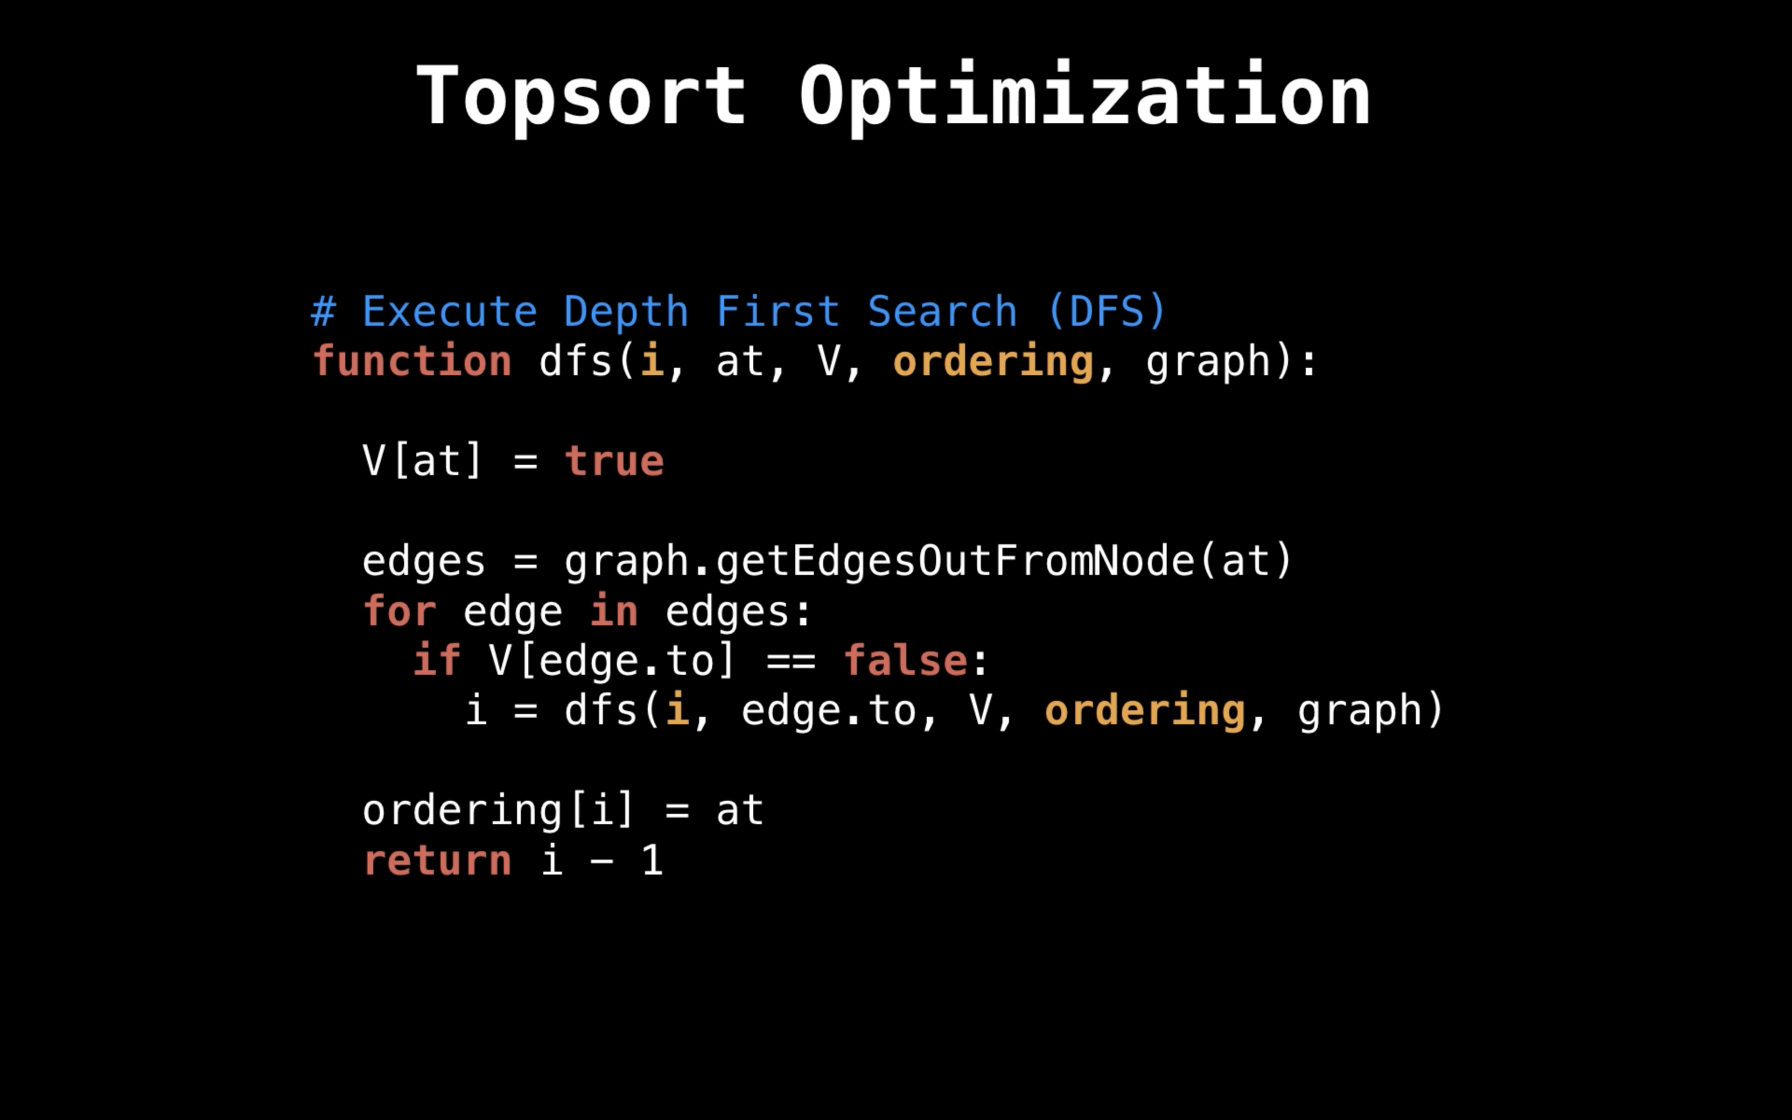 Topsort Optimization
# Execute Depth First Search (DFS)
function dfs(i, at, V, ordering, graph):
V[at] = true
edges = graph.getEdgesOutFromNode(at)
for edge in edges:
if V[edge.to] == false:
i = dfs(i, edge.to, V, ordering, graph)
ordering[i] = at
return i − 1